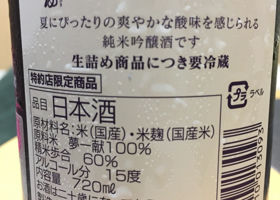 夏にぴったりの爽やかな酸味を感じられる
純米吟醸酒です
生詰め商品につき要冷蔵
特約店限定商品
品目 日本酒
原材料名:米(国産)・米麹(国産米)
原料米 夢一献100%
精米歩合 60%
アルコール分 15度
内容量 720ml
プラ
ラベル